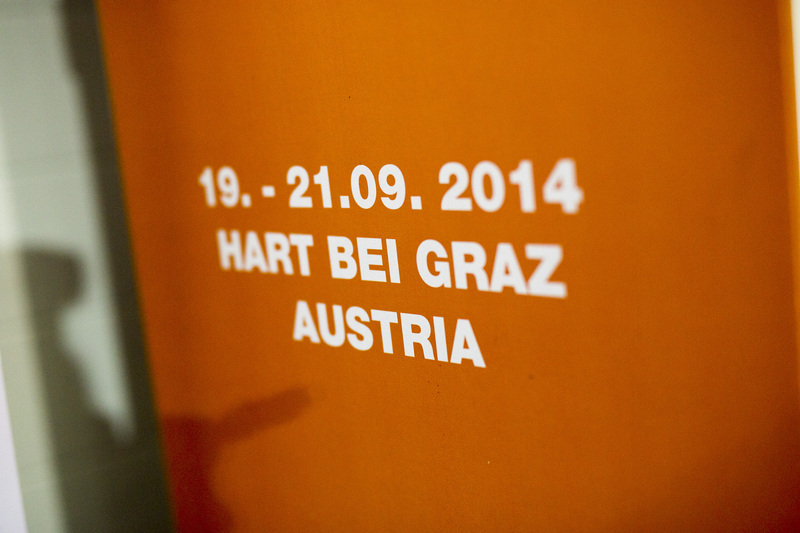 19. - 21.09. 2014
HART BEI GRAZ
AUSTRIA